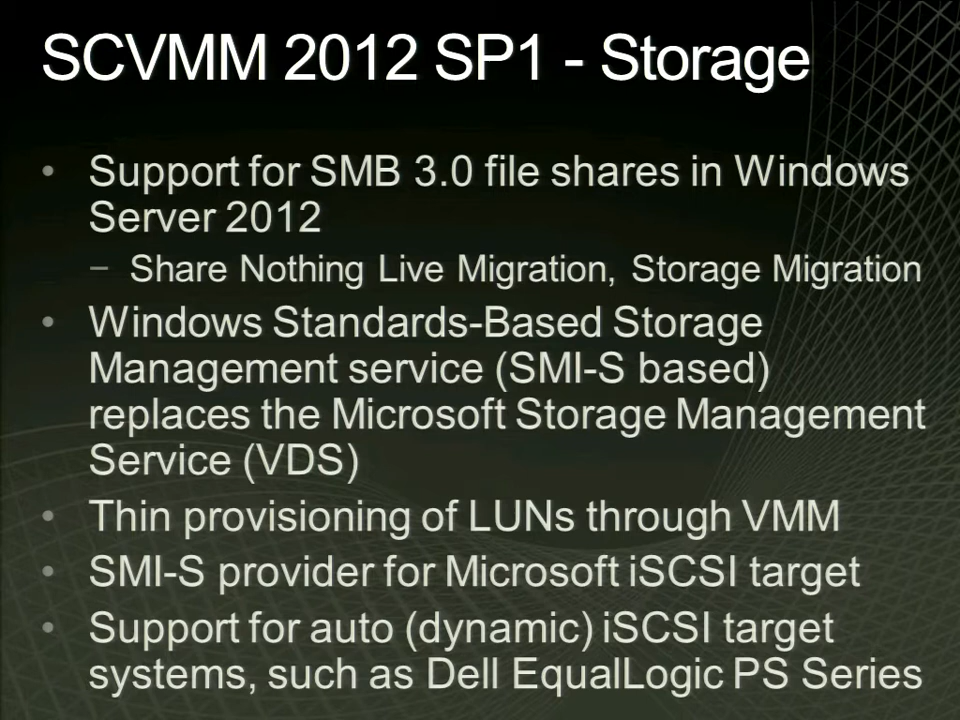 SCVMM 2012 SP1 - Storage
• Support for SMB 3.0 file shares in Windows
Server 2012
− Share Nothing Live Migration, Storage Migration
• Windows Standards-Based Storage
Management service (SMI-S based)
replaces the Microsoft Storage Management
Service (VDS)
• Thin provisioning of LUNs through VMM
• SMI-S provider for Microsoft iSCSI target
• Support for auto (dynamic) iSCSI target
systems, such as Dell EqualLogic PS Series